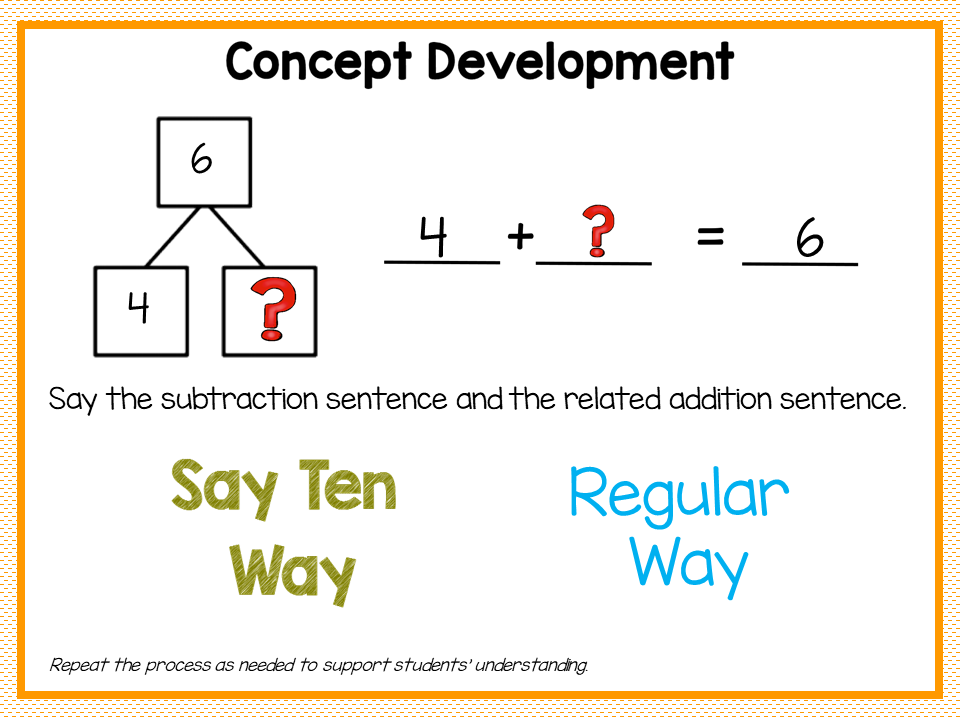 Concept Development
6
4 ?
4 + ? = 6
Say the subtraction sentence and the related addition sentence.
Say Ten
Way
Regular
Way
Repeat the process as needed to support students' understanding.